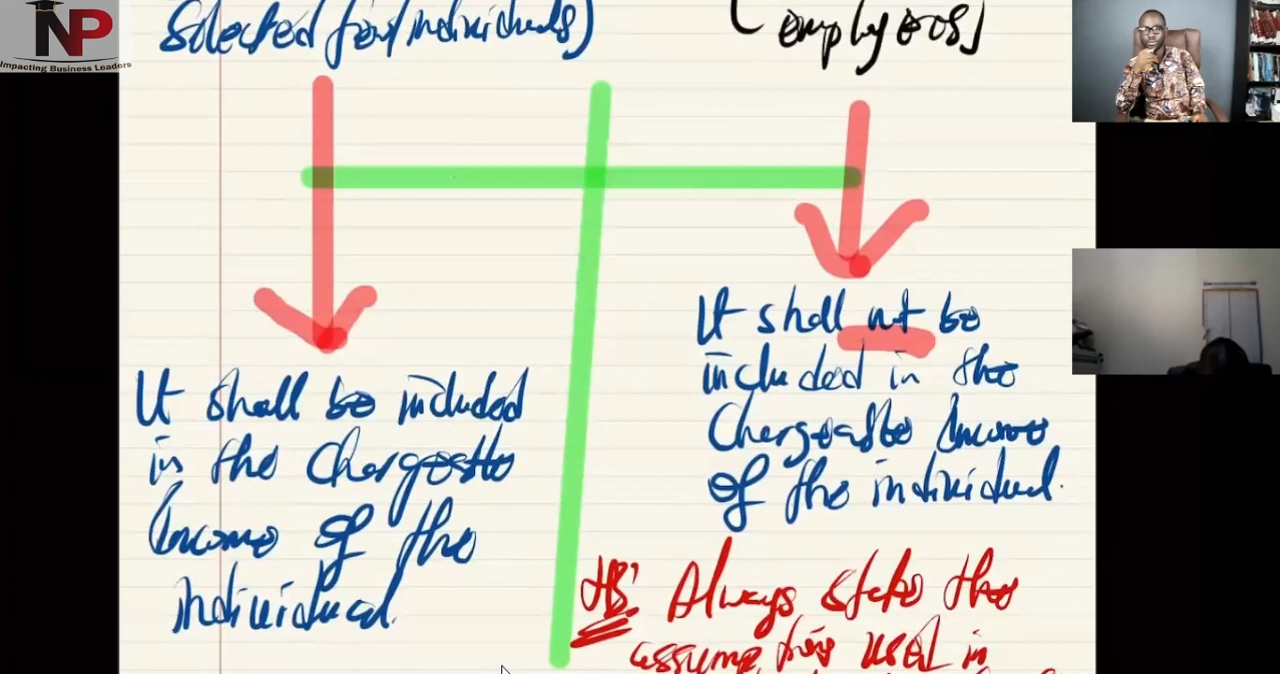 NP
Impacting Business Leaders
Selected few individuals)
(employees)
It shall be included
in the Chargeable
Income of the
individual.
It shall not be
included in the
Chargeable Income
of the individual.
NB: Always state the
assumptions used in